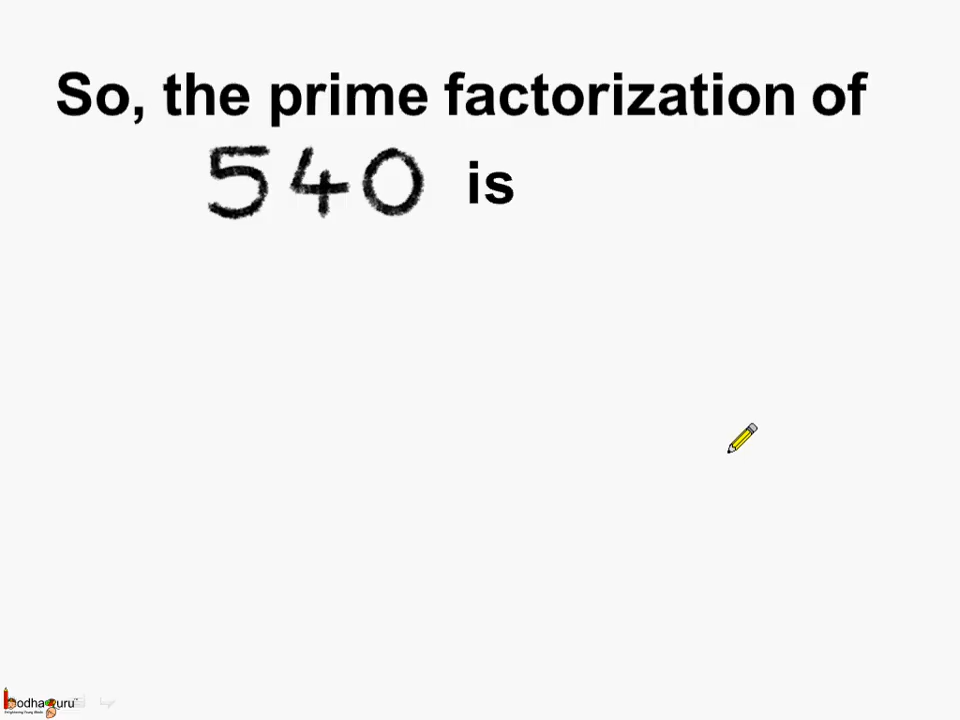 So, the prime factorization of
540 is